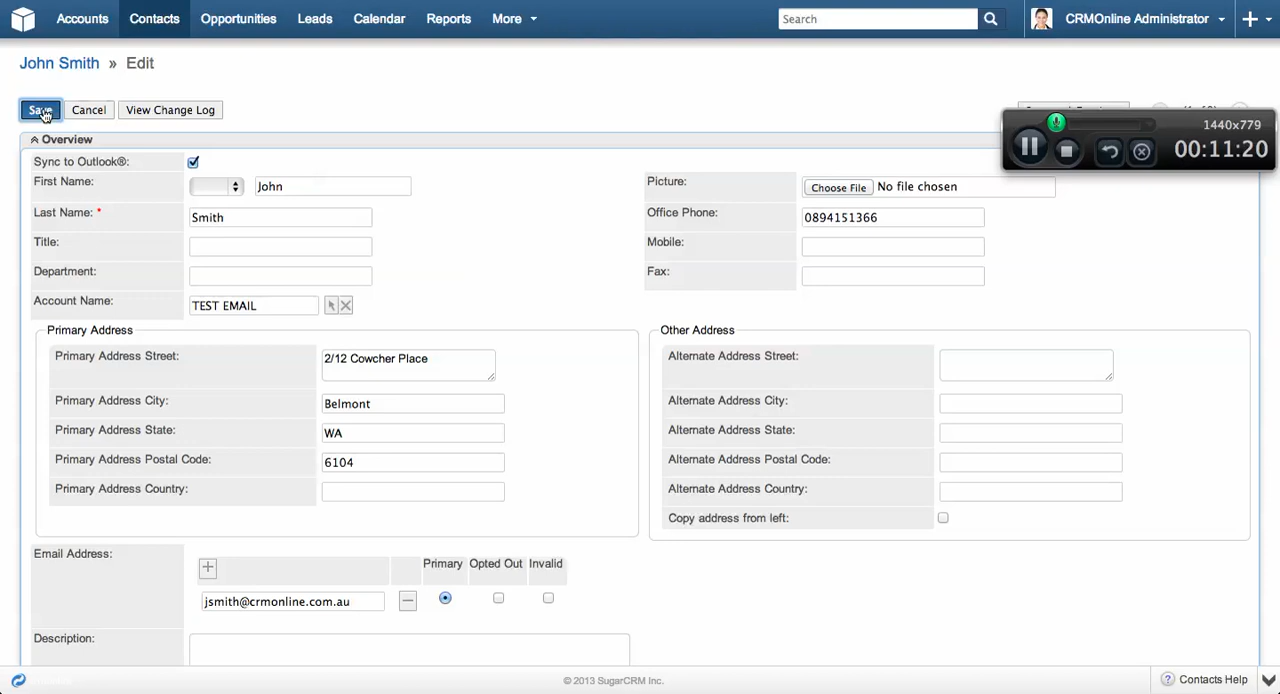 Accounts Contacts Opportunities Leads Calendar Reports More Search CRMOnline Administrator
John Smith » Edit
Save Cancel View Change Log
1440x779
00:11:20
Overview
Sync to Outlook®:
First Name: John
Picture: Choose File No file chosen
Last Name: * Smith
Office Phone: 0894151366
Title:
Mobile:
Department:
Fax:
Account Name: TEST EMAIL
Primary Address
Other Address
Primary Address Street: 2/12 Cowcher Place
Alternate Address Street:
Primary Address City: Belmont
Alternate Address City:
Primary Address State: WA
Alternate Address State:
Primary Address Postal Code: 6104
Alternate Address Postal Code:
Primary Address Country:
Alternate Address Country:
Copy address from left:
Email Address:
Primary Opted Out Invalid
jsmith@crmonline.com.au
Description:
© 2013 SugarCRM Inc.
? Contacts Help